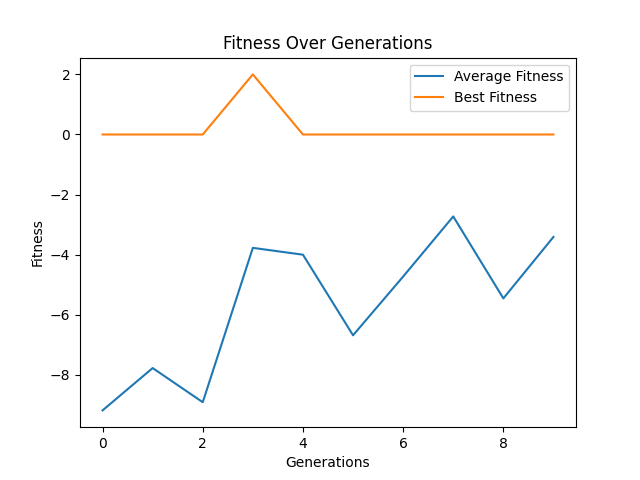 Fitness Over Generations
Average Fitness
Best Fitness
2
0
−2
−4
−6
−8
Fitness
0 2 4 6 8
Generations